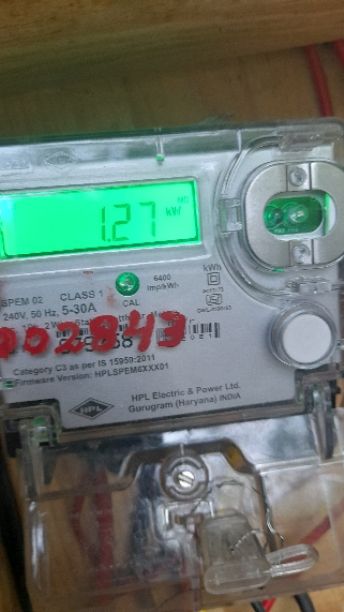 MD
1.27 kW
SPEM 02 CLASS 1
240V, 50 Hz, 5-30A
CAL
6400
imp/kWh
kWh
002843
Category C3 as per IS 15959:2011
Firmware Version: HPLSPEM6XXX01
HPL
HPL Electric & Power Ltd.
Gurugram (Haryana) INDIA